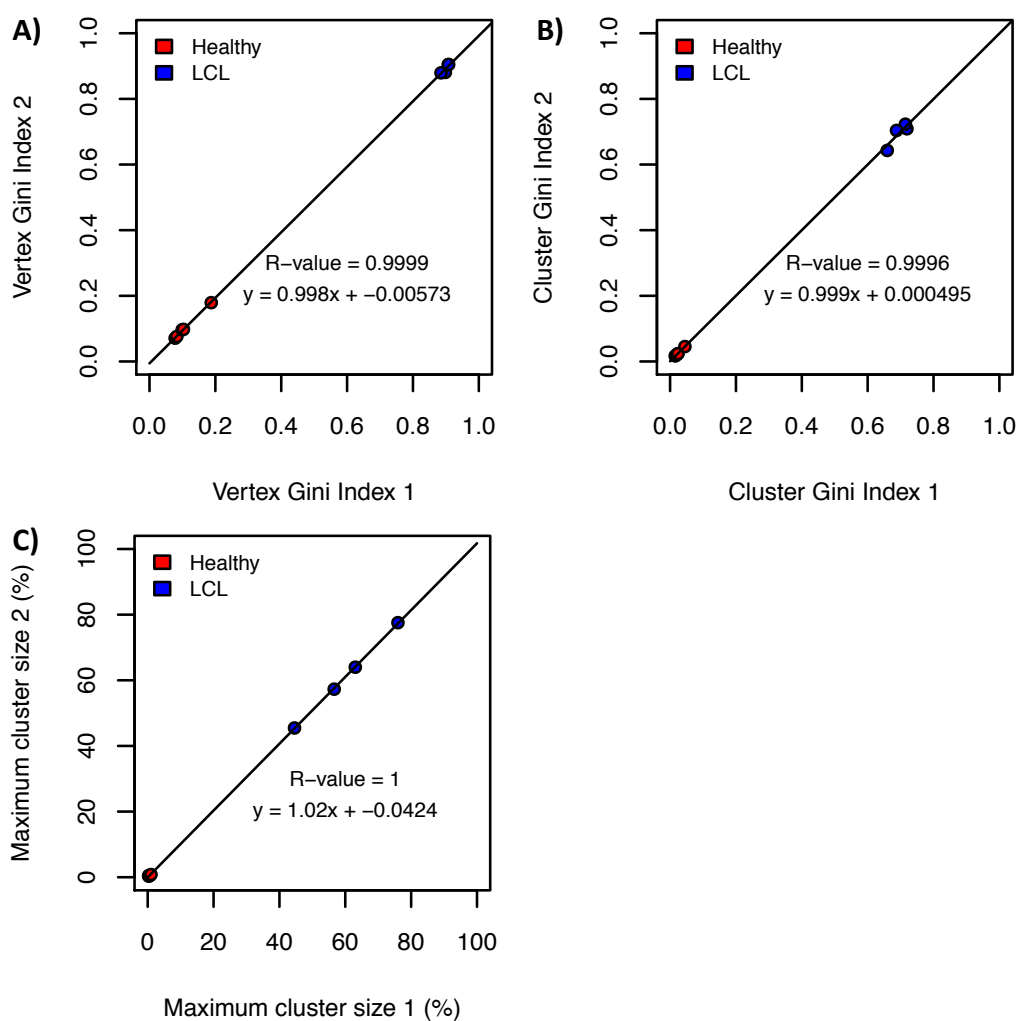 A)
Healthy
LCL
Vertex Gini Index 2
1.0
0.8
0.6
0.4
0.2
0.0
R−value = 0.9999
y = 0.998x + −0.00573
0.0 0.2 0.4 0.6 0.8 1.0
Vertex Gini Index 1
B)
Healthy
LCL
Cluster Gini Index 2
1.0
0.8
0.6
0.4
0.2
0.0
R−value = 0.9996
y = 0.999x + 0.000495
0.0 0.2 0.4 0.6 0.8 1.0
Cluster Gini Index 1
C)
Healthy
LCL
Maximum cluster size 2 (%)
100
80
60
40
20
0
R−value = 1
y = 1.02x + −0.0424
0 20 40 60 80 100
Maximum cluster size 1 (%)